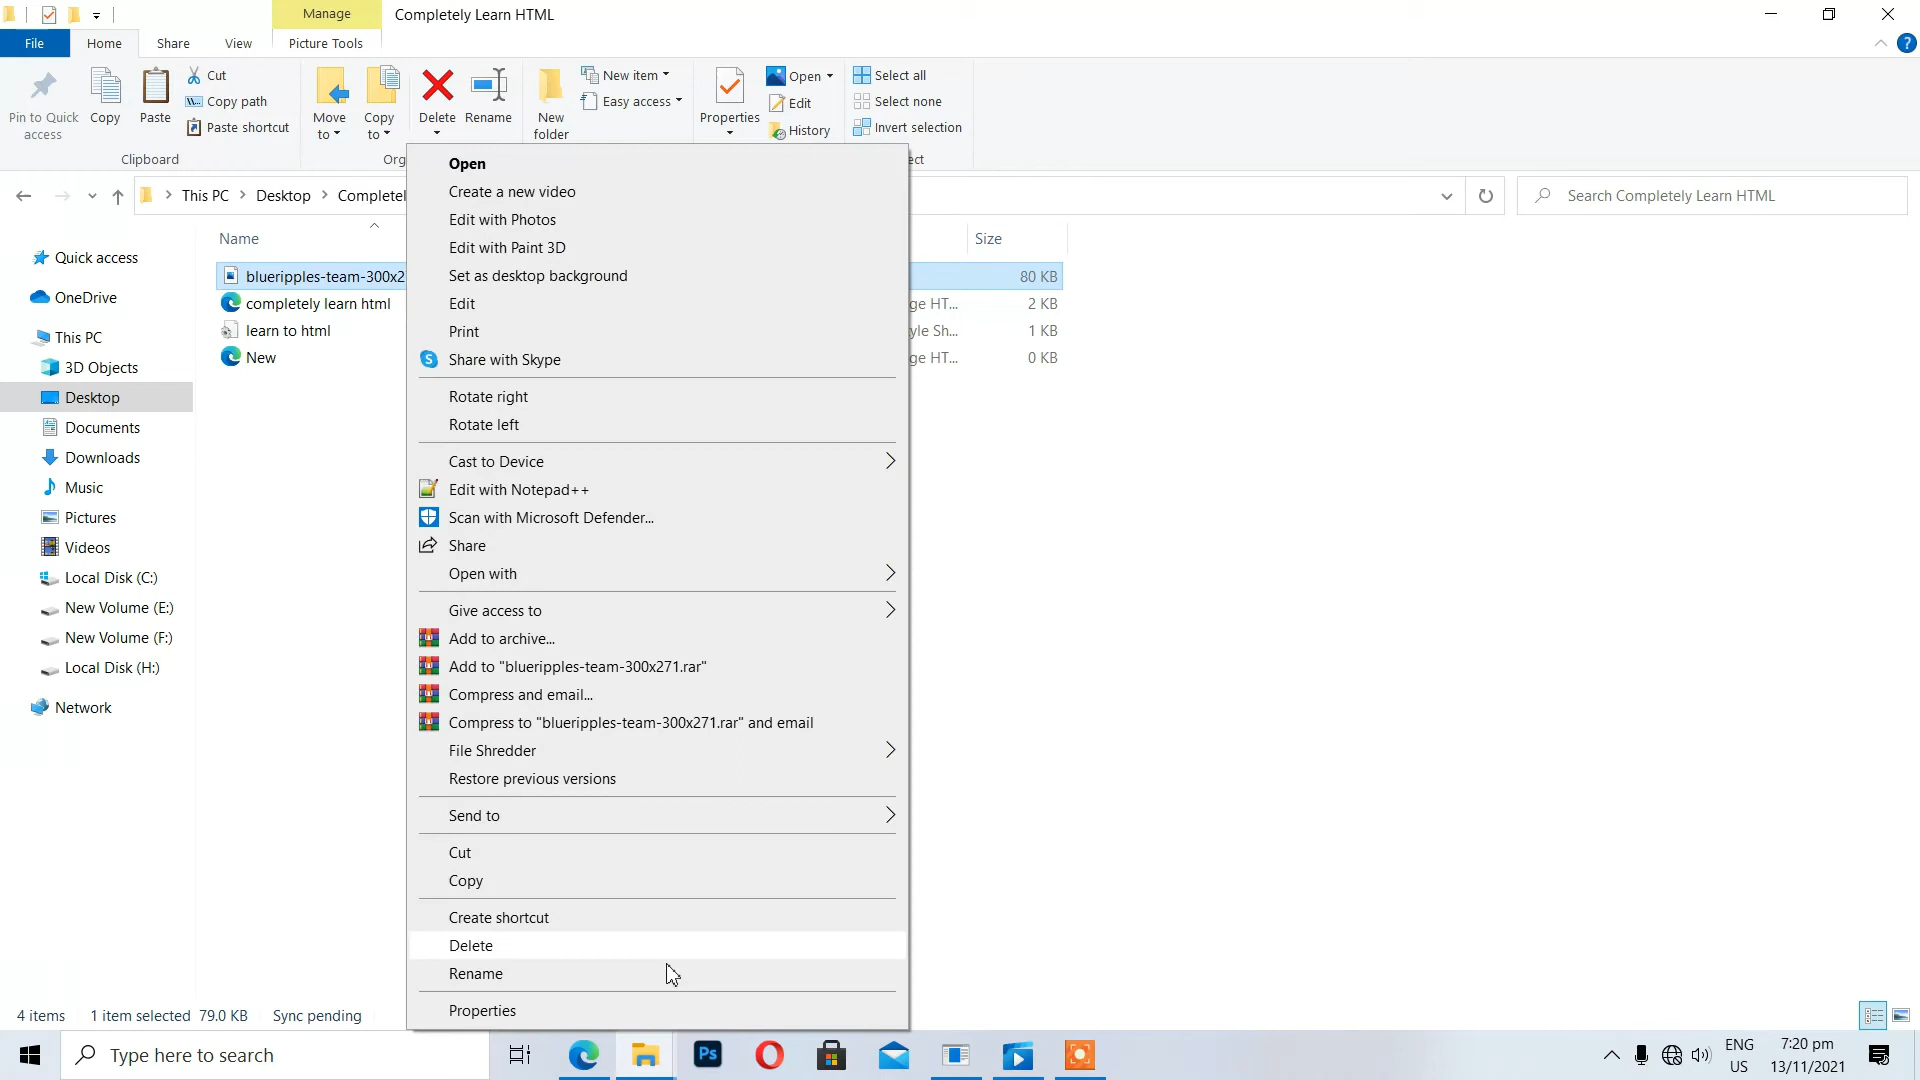 Manage
Completely Learn HTML
File
Home
Share
View
Picture Tools
Pin to Quick access
Copy
Paste
Cut
Copy path
Paste shortcut
Clipboard
Move to
Copy to
Delete
Rename
New folder
New item
Easy access
Properties
Open
Edit
History
Select all
Select none
Invert selection
This PC
Desktop
Search Completely Learn HTML
Name
Size
Quick access
OneDrive
This PC
3D Objects
Desktop
Documents
Downloads
Music
Pictures
Videos
Local Disk (C:)
New Volume (E:)
New Volume (F:)
Local Disk (H:)
Network
blueripples-team-300x2
80 KB
completely learn html
ge HT...
2 KB
learn to html
yle Sh...
1 KB
New
ge HT...
0 KB
Open
Create a new video
Edit with Photos
Edit with Paint 3D
Set as desktop background
Edit
Print
Share with Skype
Rotate right
Rotate left
Cast to Device
Edit with Notepad++
Scan with Microsoft Defender...
Share
Open with
Give access to
Add to archive...
Add to "blueripples-team-300x271.rar"
Compress and email...
Compress to "blueripples-team-300x271.rar" and email
File Shredder
Restore previous versions
Send to
Cut
Copy
Create shortcut
Delete
Rename
Properties
4 items
1 item selected 79.0 KB
Sync pending
Type here to search
Ps
ENG
US
7:20 pm
13/11/2021